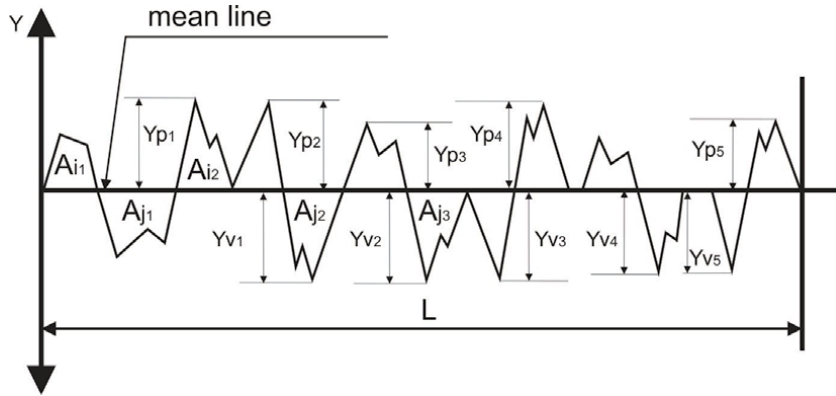 Y
mean line
Yp1
Yp2
Yp3
Yp4
Yp5
Ai1
Ai2
Aj1
Aj2
Aj3
Yv1
Yv2
Yv3
Yv4
Yv5
L